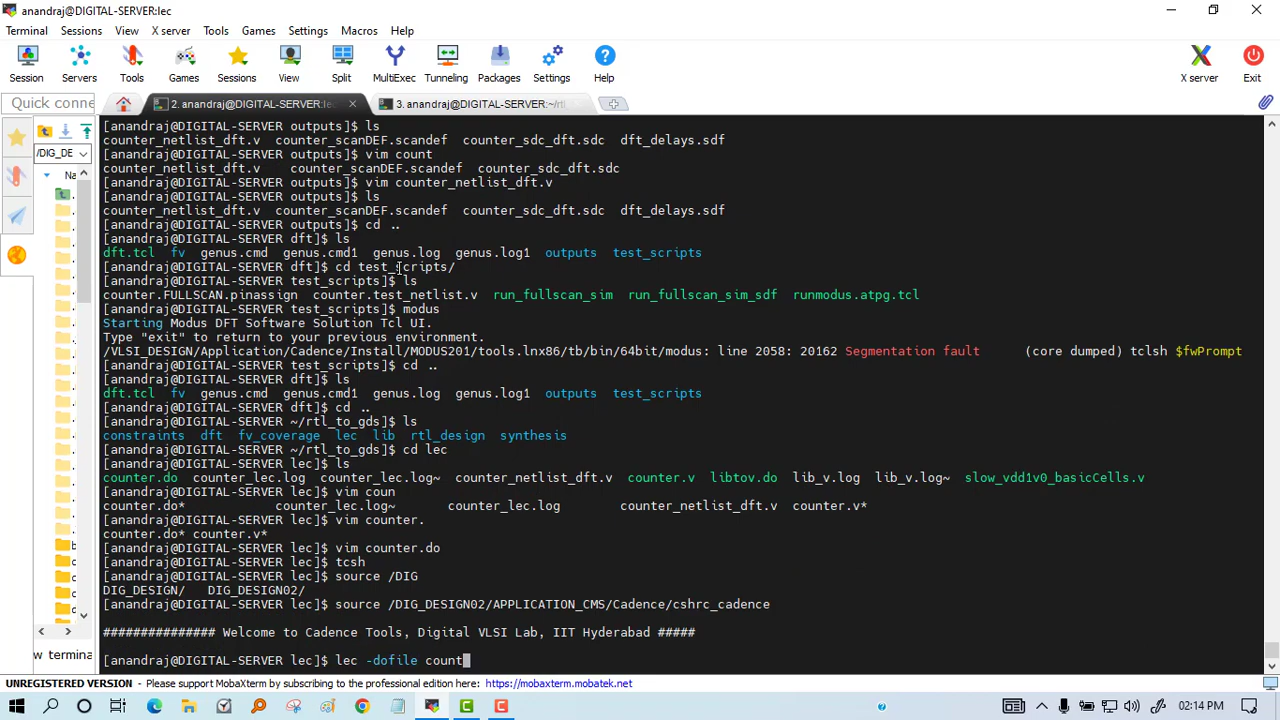 anandraj@DIGITAL-SERVER:lec
Terminal Sessions View X server Tools Games Settings Macros Help
Session Servers Tools Games Sessions View Split MultiExec Tunneling Packages Settings Help X server Exit
Quick conne 2. anandraj@DIGITAL-SERVER:lec 3. anandraj@DIGITAL-SERVER:~/rtl
/DIG_DE
Na
[anandraj@DIGITAL-SERVER outputs]$ ls
counter_netlist_dft.v counter_scanDEF.scandef counter_sdc_dft.sdc dft_delays.sdf
[anandraj@DIGITAL-SERVER outputs]$ vim count
counter_netlist_dft.v counter_scanDEF.scandef counter_sdc_dft.sdc
[anandraj@DIGITAL-SERVER outputs]$ vim counter_netlist_dft.v
[anandraj@DIGITAL-SERVER outputs]$ ls
counter_netlist_dft.v counter_scanDEF.scandef counter_sdc_dft.sdc dft_delays.sdf
[anandraj@DIGITAL-SERVER outputs]$ cd ..
[anandraj@DIGITAL-SERVER dft]$ ls
dft.tcl fv genus.cmd genus.cmd1 genus.log genus.log1 outputs test_scripts
[anandraj@DIGITAL-SERVER dft]$ cd test_scripts/
[anandraj@DIGITAL-SERVER test_scripts]$ ls
counter.FULLSCAN.pinassign counter.test_netlist.v run_fullscan_sim run_fullscan_sim_sdf runmodus.atpg.tcl
[anandraj@DIGITAL-SERVER test_scripts]$ modus
Starting Modus DFT Software Solution Tcl UI.
Type "exit" to return to your previous environment.
/VLSI_DESIGN/Application/Cadence/Install/MODUS201/tools.lnx86/tb/bin/64bit/modus: line 2058: 20162 Segmentation fault (core dumped) tclsh $fwPrompt
[anandraj@DIGITAL-SERVER test_scripts]$ cd ..
[anandraj@DIGITAL-SERVER dft]$ ls
dft.tcl fv genus.cmd genus.cmd1 genus.log genus.log1 outputs test_scripts
[anandraj@DIGITAL-SERVER dft]$ cd ..
[anandraj@DIGITAL-SERVER ~/rtl_to_gds]$ ls
constraints dft fv_coverage lec lib rtl_design synthesis
[anandraj@DIGITAL-SERVER ~/rtl_to_gds]$ cd lec
[anandraj@DIGITAL-SERVER lec]$ ls
counter.do counter_lec.log counter_lec.log~ counter_netlist_dft.v counter.v libtov.do lib_v.log lib_v.log~ slow_vdd1v0_basicCells.v
[anandraj@DIGITAL-SERVER lec]$ vim coun
counter.do* counter_lec.log~ counter_lec.log counter_netlist_dft.v counter.v*
[anandraj@DIGITAL-SERVER lec]$ vim counter.
counter.do* counter.v*
[anandraj@DIGITAL-SERVER lec]$ vim counter.do
[anandraj@DIGITAL-SERVER lec]$ tcsh
[anandraj@DIGITAL-SERVER lec]$ source /DIG
DIG_DESIGN/ DIG_DESIGN02/
[anandraj@DIGITAL-SERVER lec]$ source /DIG_DESIGN02/APPLICATION_CMS/Cadence/cshrc_cadence
############### Welcome to Cadence Tools, Digital VLSI Lab, IIT Hyderabad #####
[anandraj@DIGITAL-SERVER lec]$ lec -dofile count
w termina
UNREGISTERED VERSION - Please support MobaXterm by subscribing to the professional edition here: https://mobaxterm.mobatek.net
02:14 PM